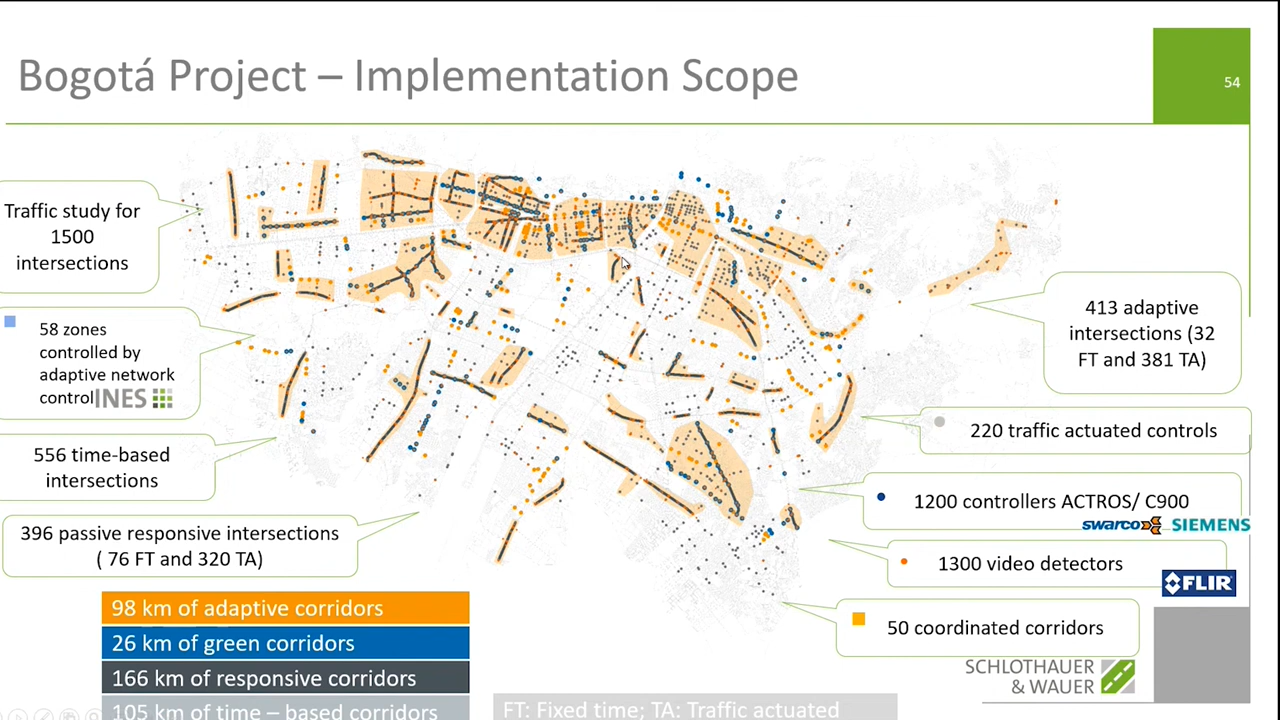 Bogotá Project – Implementation Scope
54
Traffic study for
1500
intersections
58 zones
controlled by
adaptive network
control INES
556 time-based
intersections
396 passive responsive intersections
( 76 FT and 320 TA)
413 adaptive
intersections (32
FT and 381 TA)
220 traffic actuated controls
1200 controllers ACTROS/ C900
SWARCO SIEMENS
1300 video detectors
FLIR
50 coordinated corridors
98 km of adaptive corridors
26 km of green corridors
166 km of responsive corridors
105 km of time – based corridors
FT: Fixed time; TA: Traffic actuated
SCHLOTHAUER
& WAUER